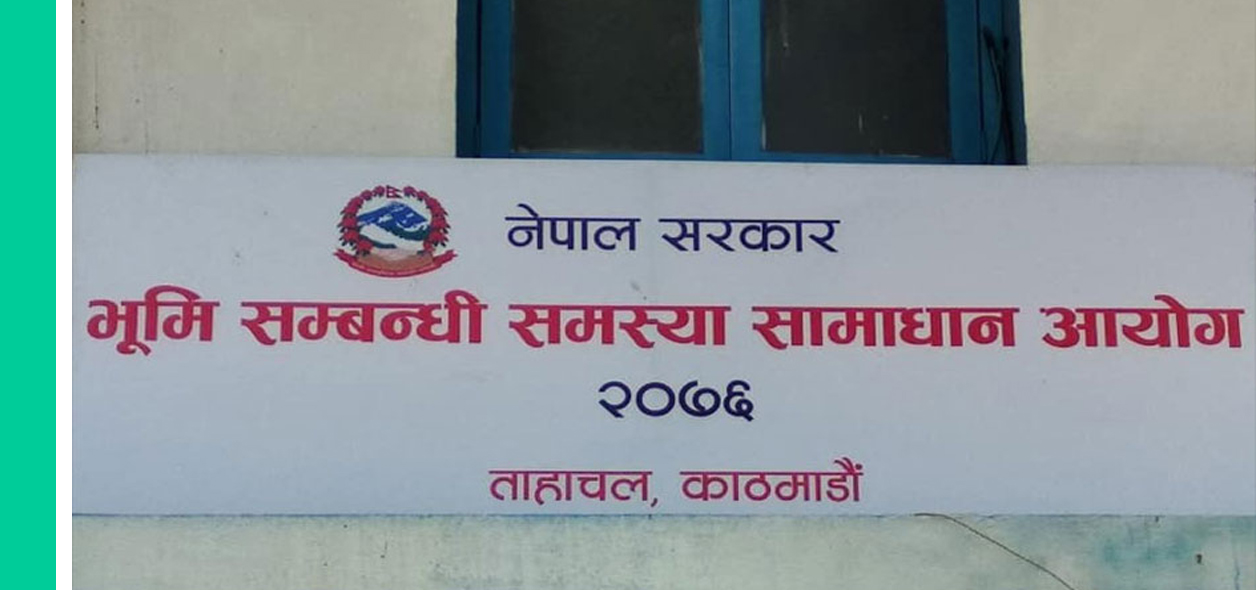 नेपाल सरकार
भूमि सम्बन्धी समस्या सामाधान आयोग
२०७६
ताहाचल, काठमाडौं